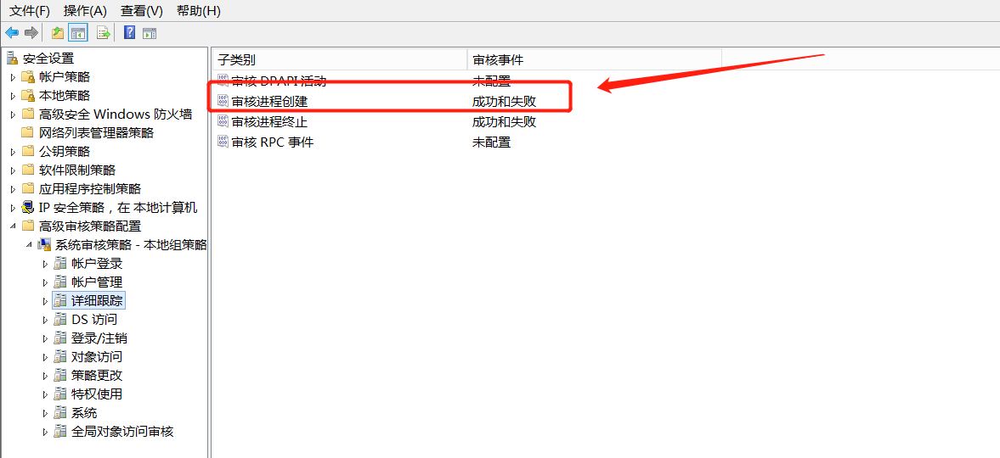 文件(F) 操作(A) 查看(V) 帮助(H)
安全设置
帐户策略
本地策略
高级安全 Windows 防火墙
网络列表管理器策略
公钥策略
软件限制策略
应用程序控制策略
IP 安全策略，在 本地计算机
高级审核策略配置
系统审核策略 - 本地组策略
帐户登录
帐户管理
详细跟踪
DS 访问
登录/注销
对象访问
策略更改
特权使用
系统
全局对象访问审核
子类别 审核事件
审核 DPAPI 活动 未配置
审核进程创建 成功和失败
审核进程终止 成功和失败
审核 RPC 事件 未配置